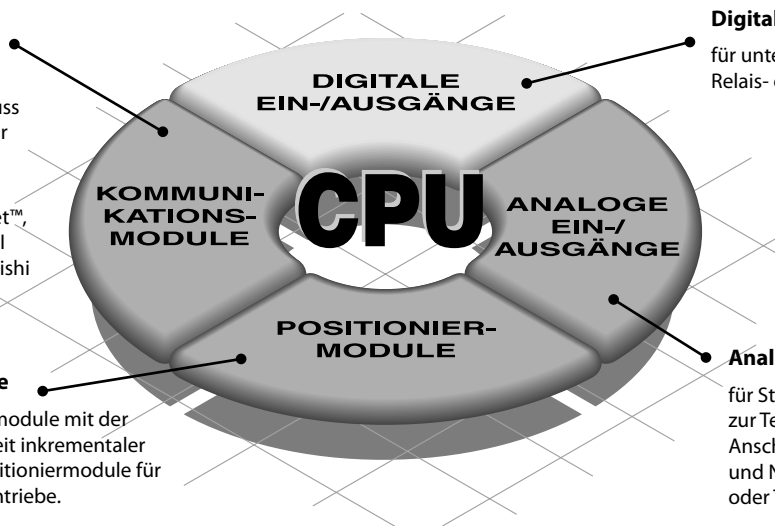 Digital
für unte
Relais-
DIGITALE
EIN-/AUSGÄNGE
uss
r
et™,
l
ishi
KOMMUNI-
KATIONS-
MODULE
CPU
ANALOGE
EIN-/
AUSGÄNGE
POSITIONIER-
MODULE
e
module mit der
eit inkrementaler
itioniermodule für
ntriebe.
Anal
für St
zur Te
Ansch
und N
oder